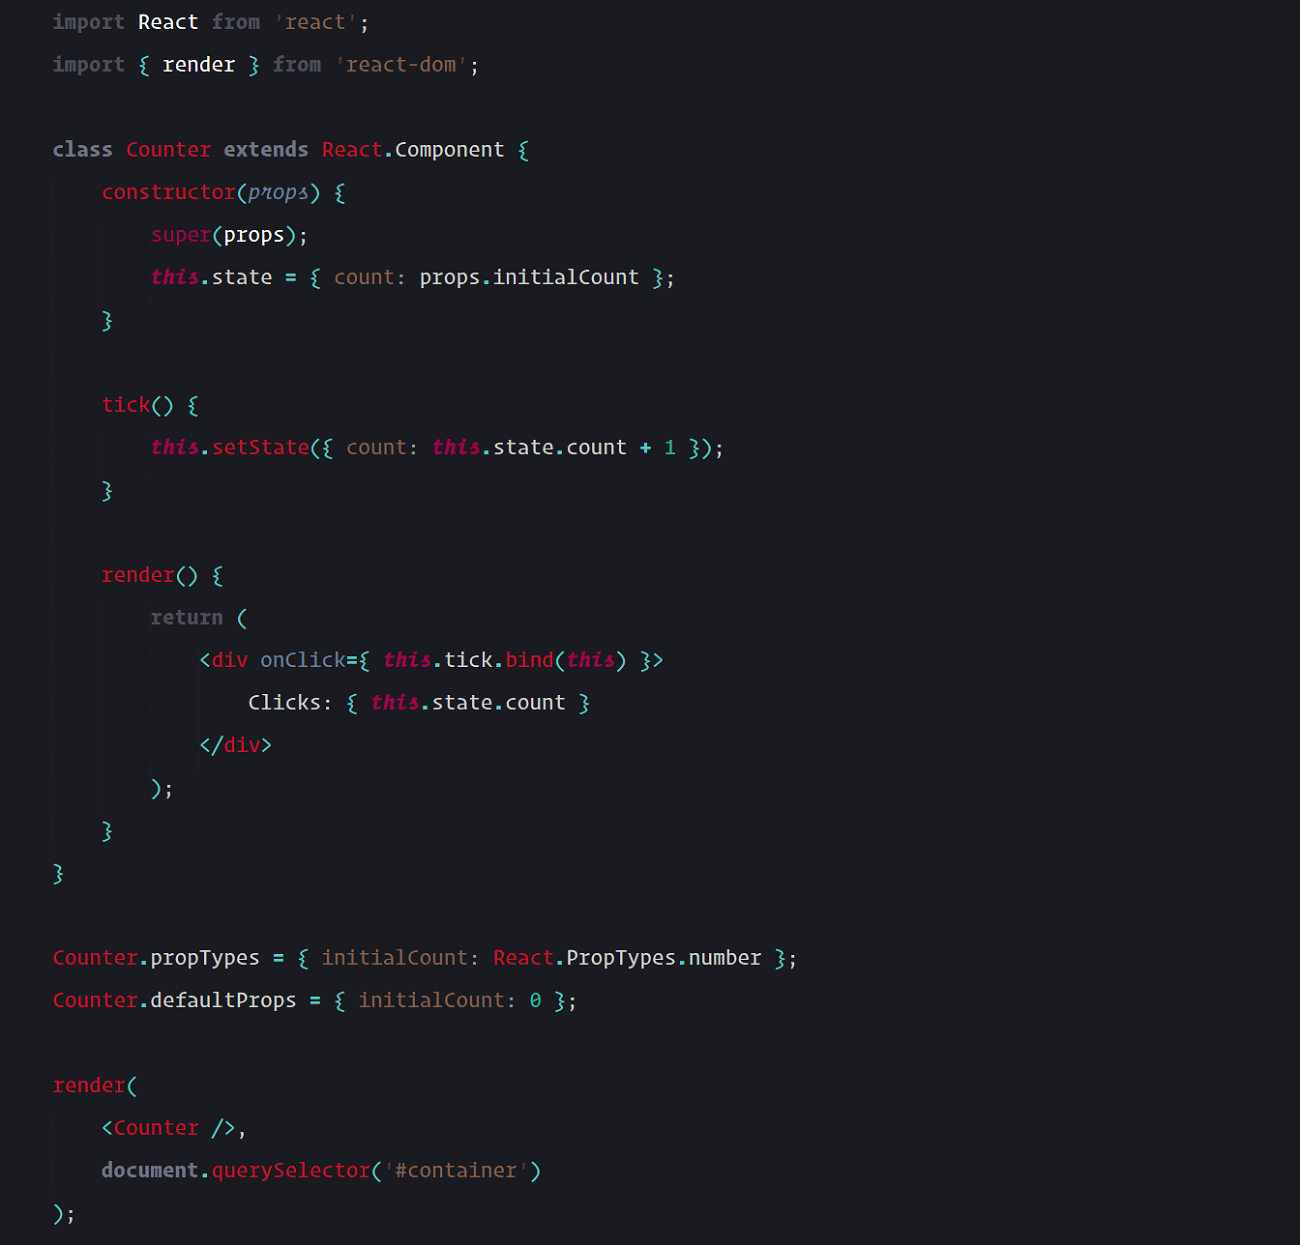 import React from 'react';
import { render } from 'react-dom';
class Counter extends React.Component {
constructor(props) {
super(props);
this.state = { count: props.initialCount };
}
tick() {
this.setState({ count: this.state.count + 1 });
}
render() {
return (
<div onClick={ this.tick.bind(this) }>
Clicks: { this.state.count }
</div>
);
}
}
Counter.propTypes = { initialCount: React.PropTypes.number };
Counter.defaultProps = { initialCount: 0 };
render(
<Counter />,
document.querySelector('#container')
);